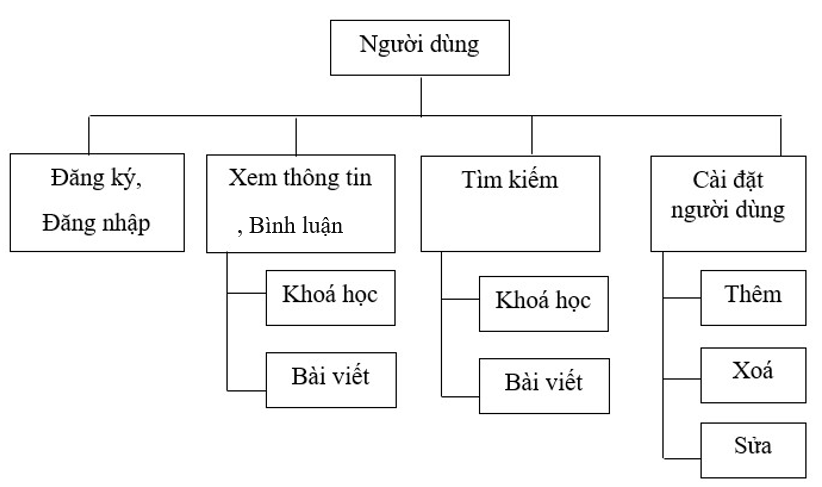 Người dùng
Đăng ký,
Đăng nhập
Xem thông tin
, Bình luận
Tìm kiếm
Cài đặt
người dùng
Khoá học
Bài viết
Khoá học
Bài viết
Thêm
Xoá
Sửa